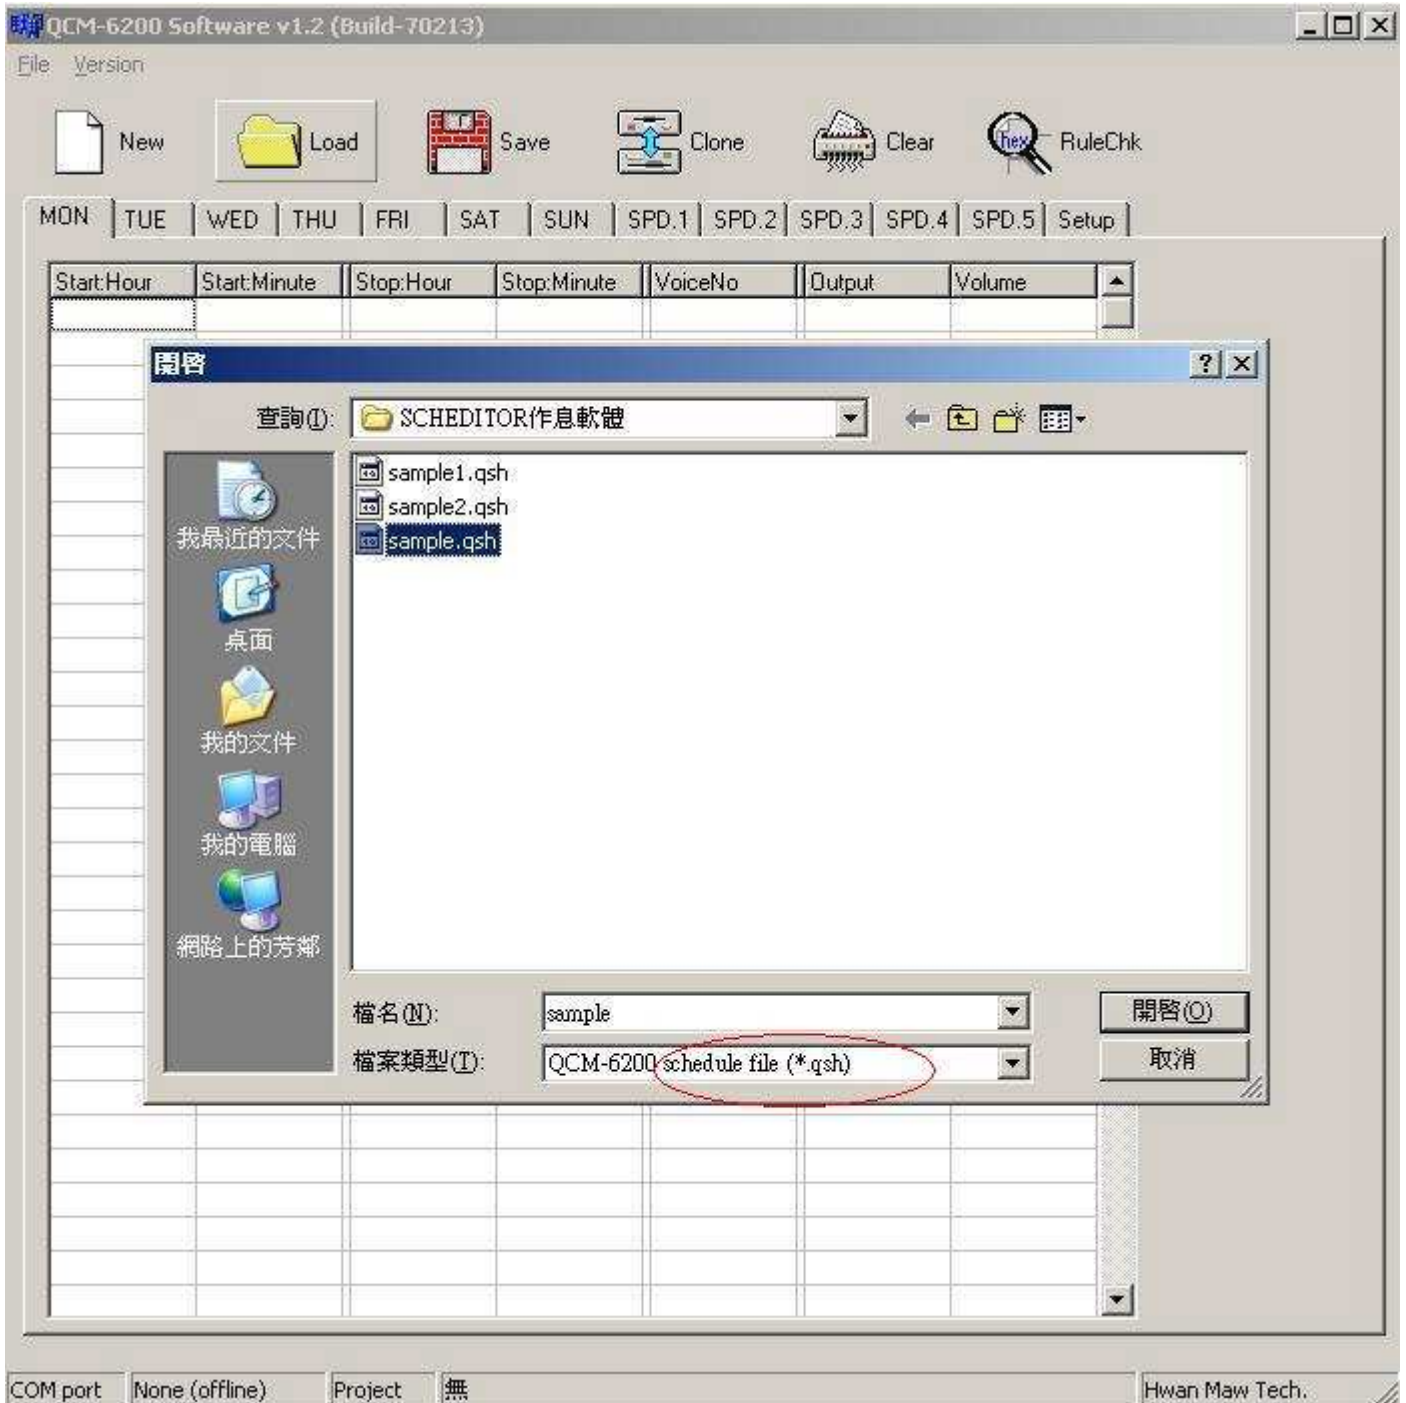 QCM-6200 Software v1.2 (Build-70213)
File Version
New Load Save Clone Clear hex RuleChk
MON TUE WED THU FRI SAT SUN SPD.1 SPD.2 SPD.3 SPD.4 SPD.5 Setup
Start:Hour Start:Minute Stop:Hour Stop:Minute VoiceNo Output Volume
開啓
查詢(I): SCHEDITOR作息軟體
sample1.qsh
sample2.qsh
sample.qsh
我最近的文件
桌面
我的文件
我的電腦
網路上的芳鄰
檔名(N): sample 開啓(O)
檔案類型(T): QCM-6200 schedule file (*.qsh) 取消
COM port None (offline) Project 無 Hwan Maw Tech.